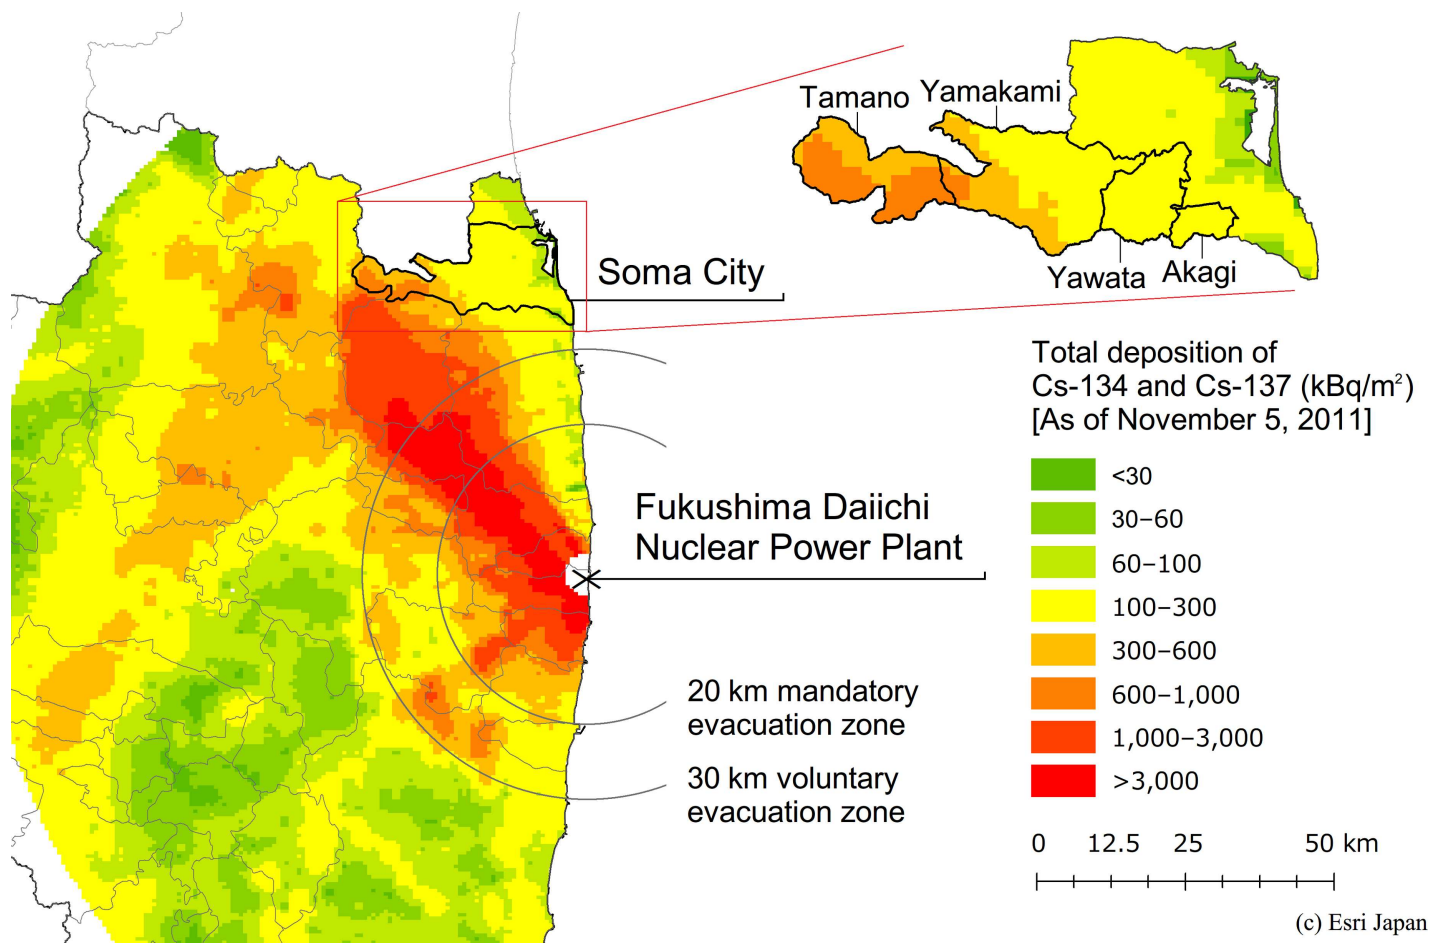 Tamano
Yamakami
Yawata
Akagi
Soma City
Total deposition of
Cs-134 and Cs-137 (kBq/m²)
[As of November 5, 2011]
<30
30−60
60−100
100−300
300−600
600−1,000
1,000−3,000
>3,000
Fukushima Daiichi
Nuclear Power Plant
20 km mandatory
evacuation zone
30 km voluntary
evacuation zone
0 12.5 25 50 km
(c) Esri Japan